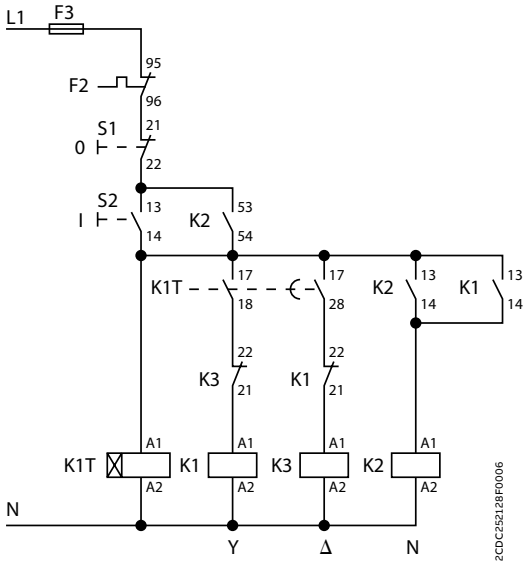 L1 F3
95
F2
96
S1 21
0
22
S2 13 53
I K2
14 54
17 17 13 13
K1T K2 K1
18 28 14 14
22 22
K3 K1
21 21
A1 A1 A1 A1
K1T K1 K3 K2
A2 A2 A2 A2
N
Y Δ N
2CDC252128F0006